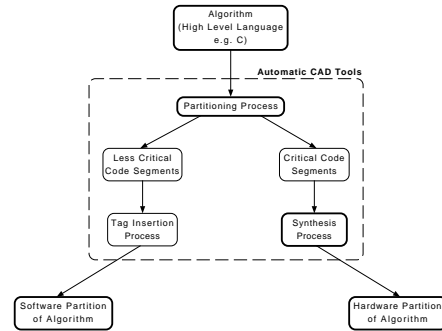 Algorithm
(High Level Language
e.g. C)
Automatic CAD Tools
Partitioning Process
Less Critical
Code Segments
Critical Code
Segments
Tag Insertion
Process
Synthesis
Process
Software Partition
of Algorithm
Hardware Partition
of Algorithm